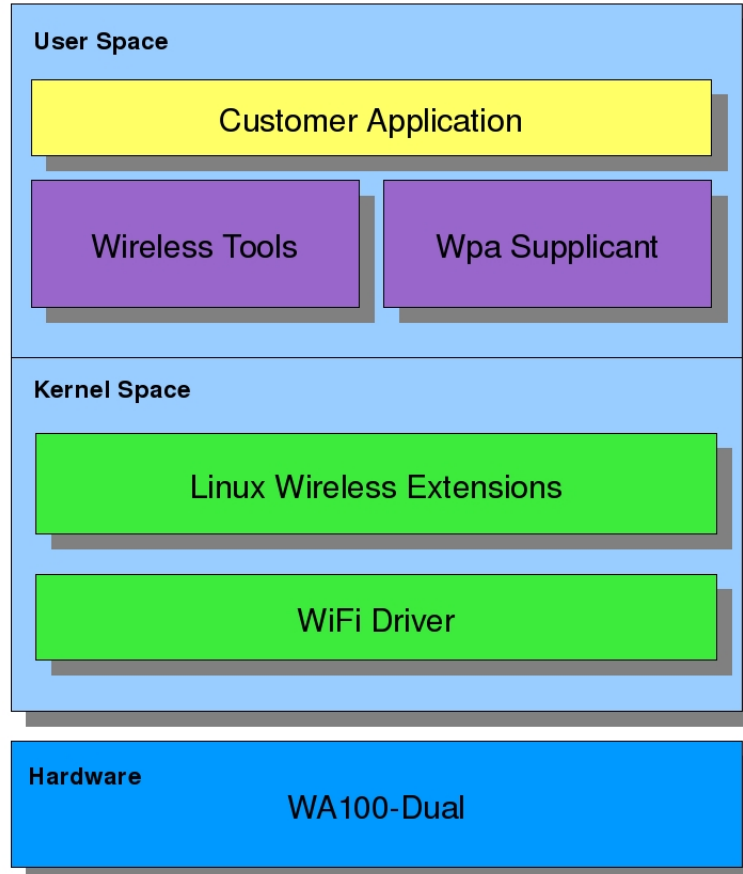 User Space
Customer Application
Wireless Tools
Wpa Supplicant
Kernel Space
Linux Wireless Extensions
WiFi Driver
Hardware
WA100-Dual